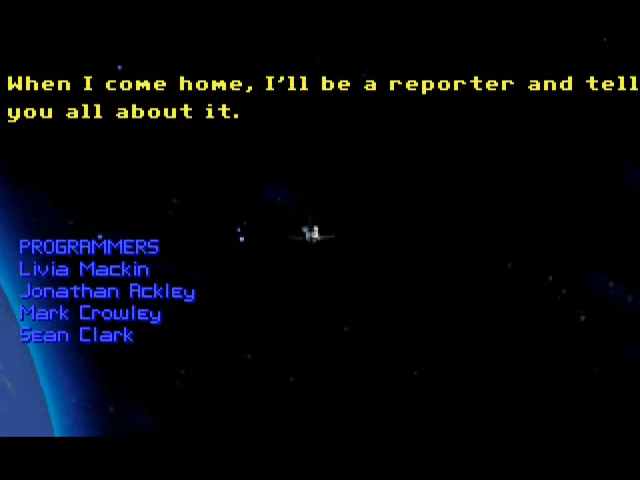 When I come home, I'll be a reporter and tell
you all about it.
PROGRAMMERS
Livia Mackin
Jonathan Ackley
Mark Crowley
Sean Clark